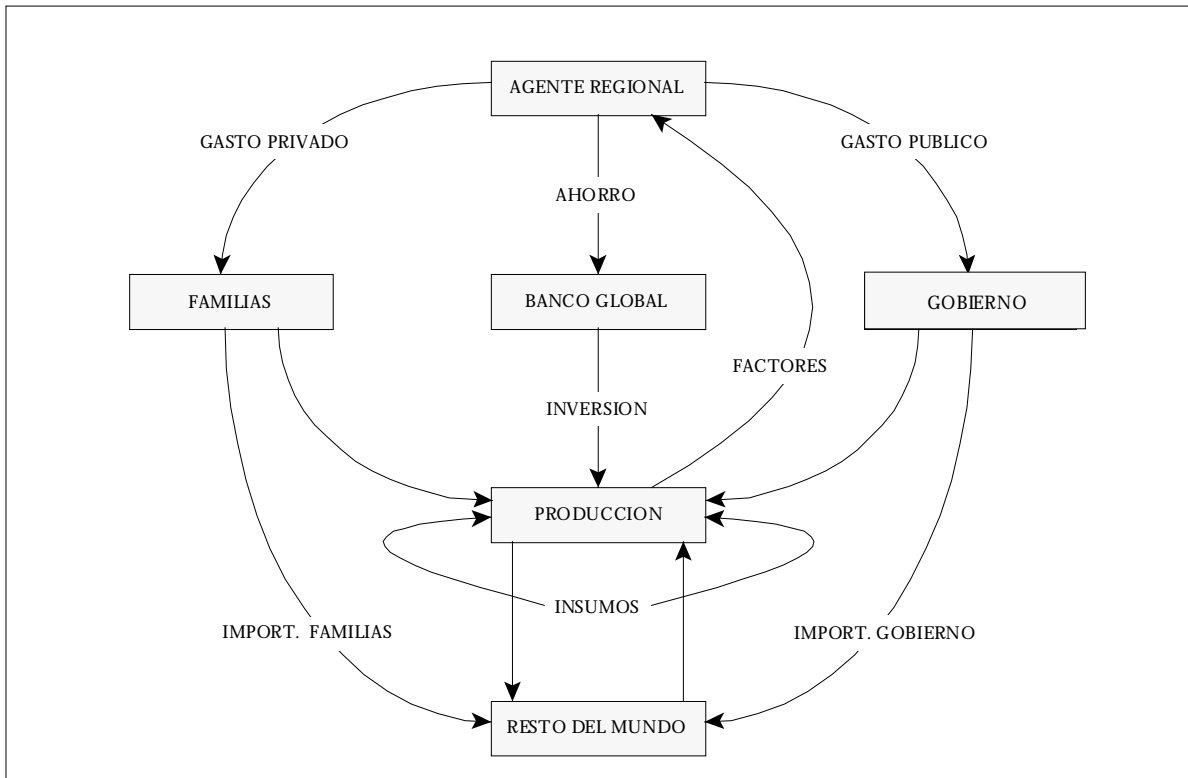 AGENTE REGIONAL
GASTO PRIVADO
GASTO PUBLICO
AHORRO
FAMILIAS
BANCO GLOBAL
GOBIERNO
FACTORES
INVERSION
PRODUCCION
INSUMOS
IMPORT. FAMILIAS
IMPORT. GOBIERNO
RESTO DEL MUNDO